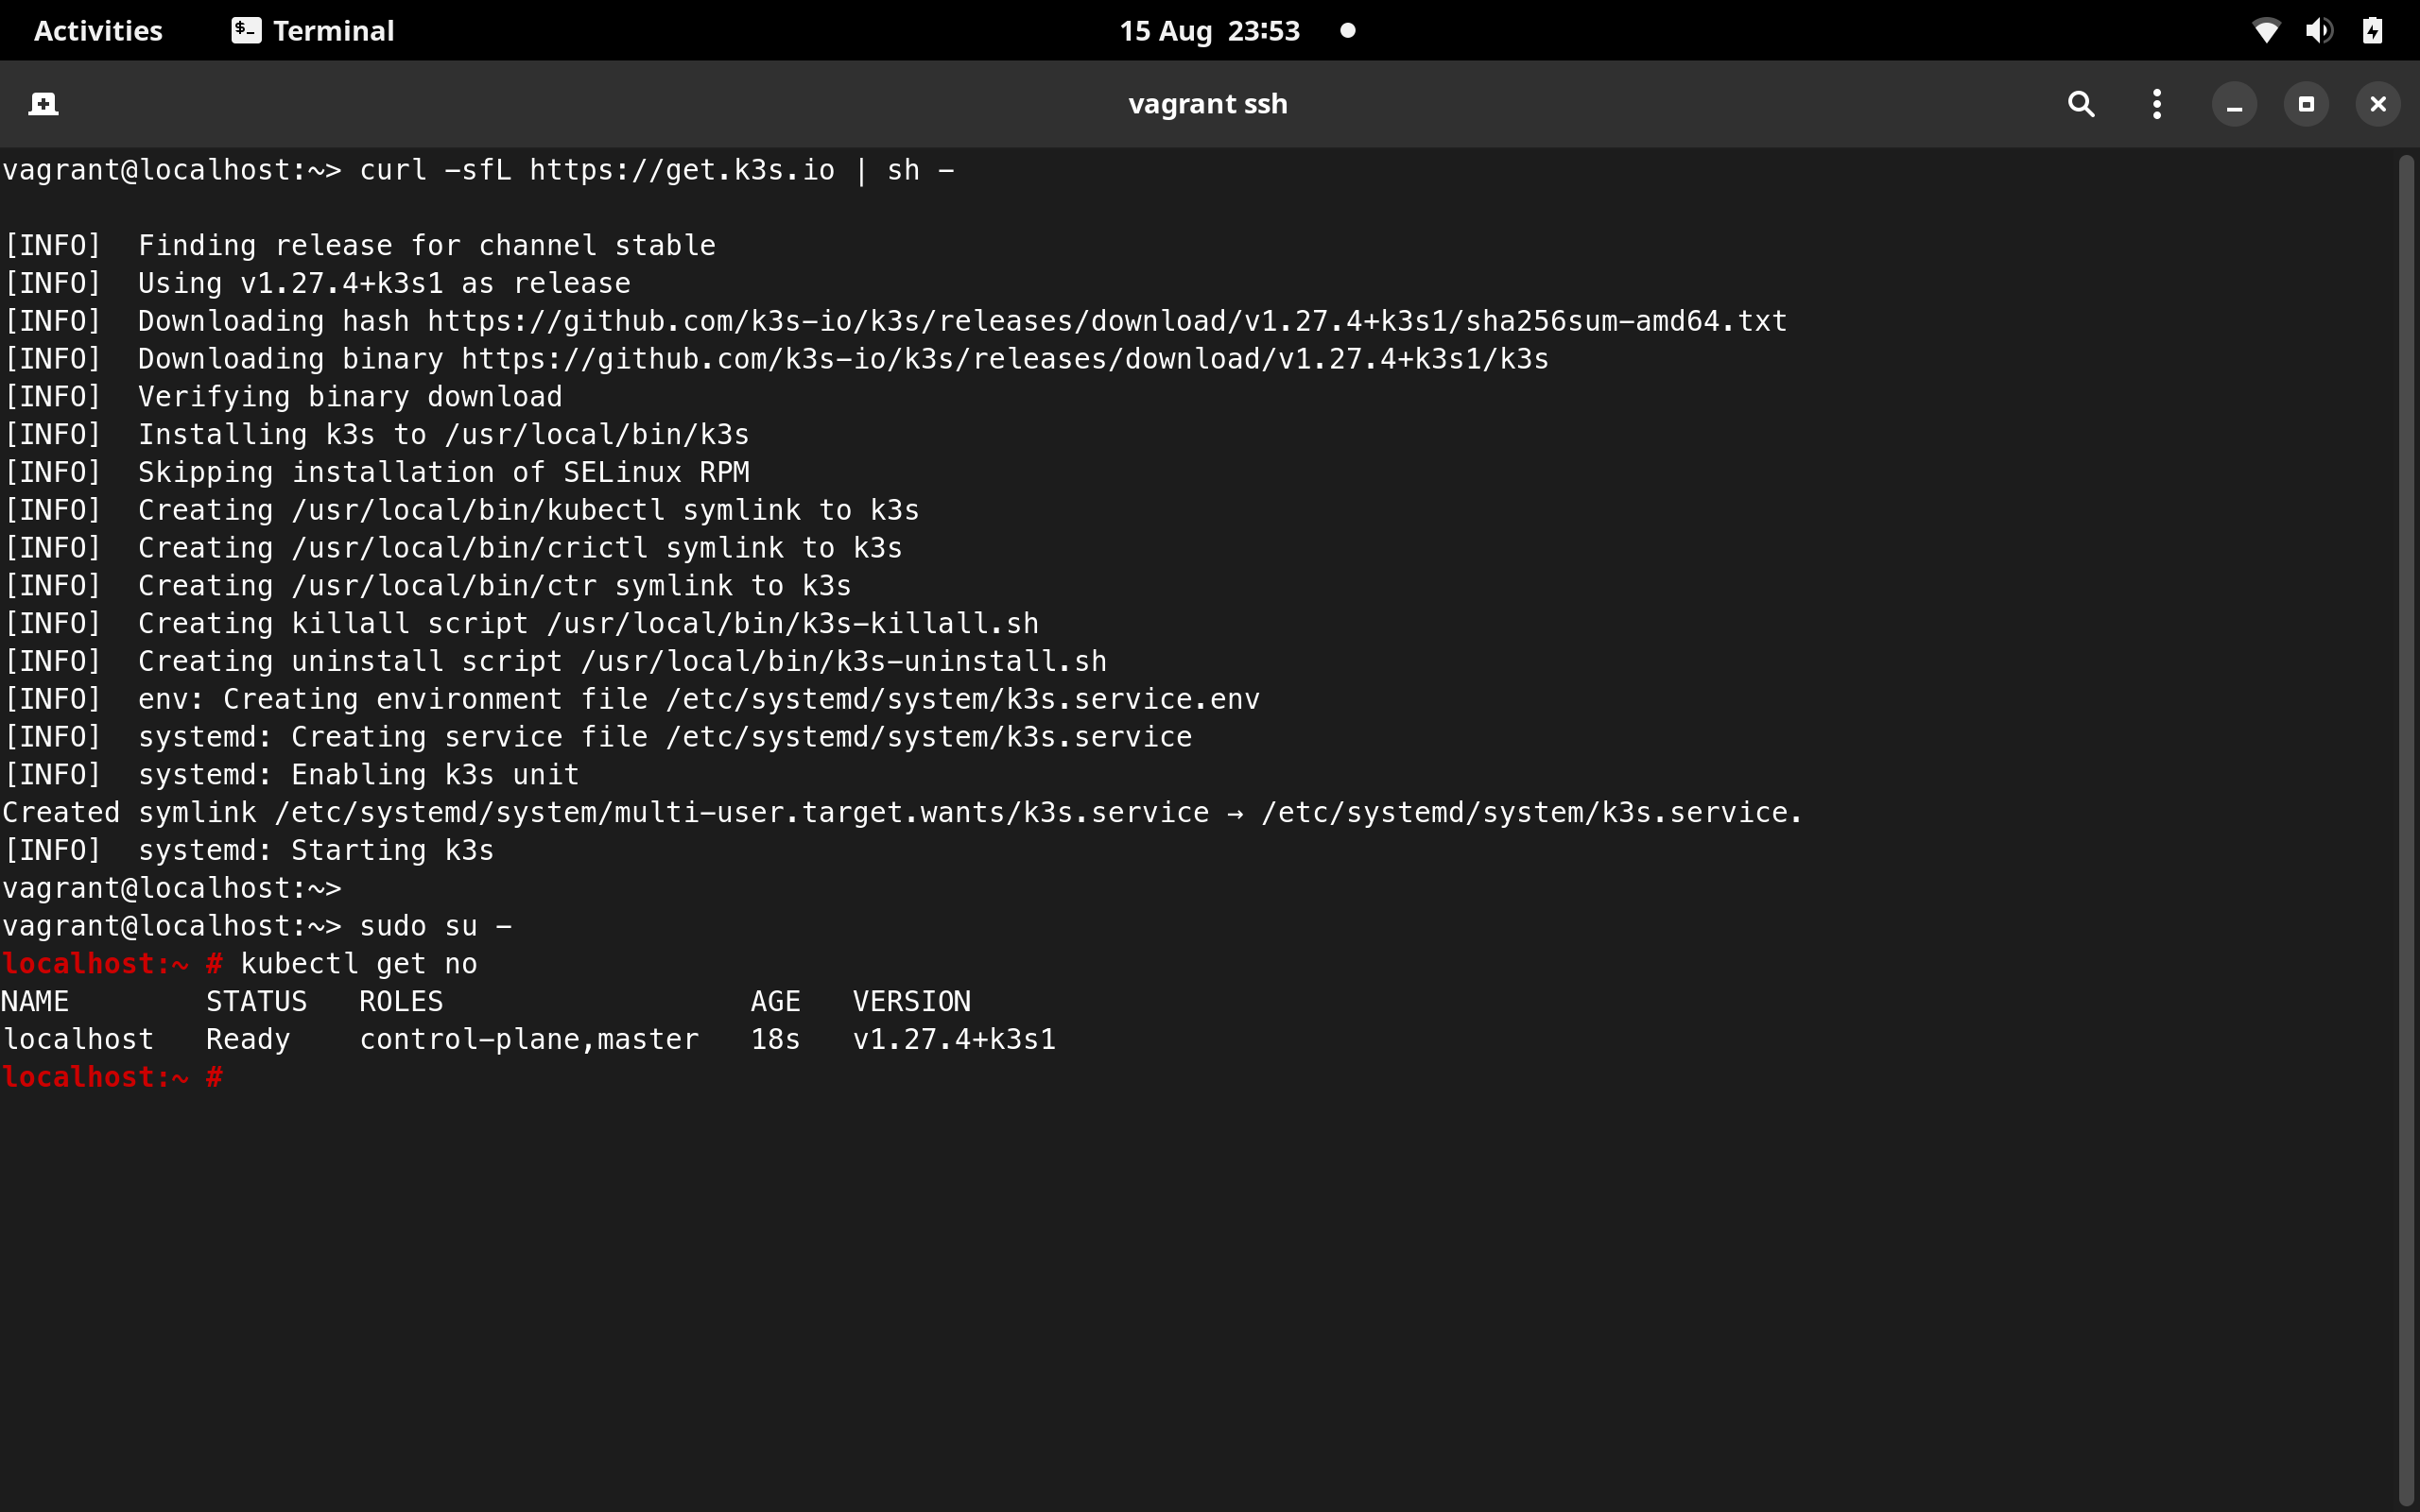 Activities Terminal 15 Aug 23:53
vagrant ssh
vagrant@localhost:~> curl -sfL https://get.k3s.io | sh -
[INFO]  Finding release for channel stable
[INFO]  Using v1.27.4+k3s1 as release
[INFO]  Downloading hash https://github.com/k3s-io/k3s/releases/download/v1.27.4+k3s1/sha256sum-amd64.txt
[INFO]  Downloading binary https://github.com/k3s-io/k3s/releases/download/v1.27.4+k3s1/k3s
[INFO]  Verifying binary download
[INFO]  Installing k3s to /usr/local/bin/k3s
[INFO]  Skipping installation of SELinux RPM
[INFO]  Creating /usr/local/bin/kubectl symlink to k3s
[INFO]  Creating /usr/local/bin/crictl symlink to k3s
[INFO]  Creating /usr/local/bin/ctr symlink to k3s
[INFO]  Creating killall script /usr/local/bin/k3s-killall.sh
[INFO]  Creating uninstall script /usr/local/bin/k3s-uninstall.sh
[INFO]  env: Creating environment file /etc/systemd/system/k3s.service.env
[INFO]  systemd: Creating service file /etc/systemd/system/k3s.service
[INFO]  systemd: Enabling k3s unit
Created symlink /etc/systemd/system/multi-user.target.wants/k3s.service → /etc/systemd/system/k3s.service.
[INFO]  systemd: Starting k3s
vagrant@localhost:~>
vagrant@localhost:~> sudo su -
localhost:~ # kubectl get no
NAME        STATUS   ROLES                  AGE   VERSION
localhost   Ready    control-plane,master   18s   v1.27.4+k3s1
localhost:~ #